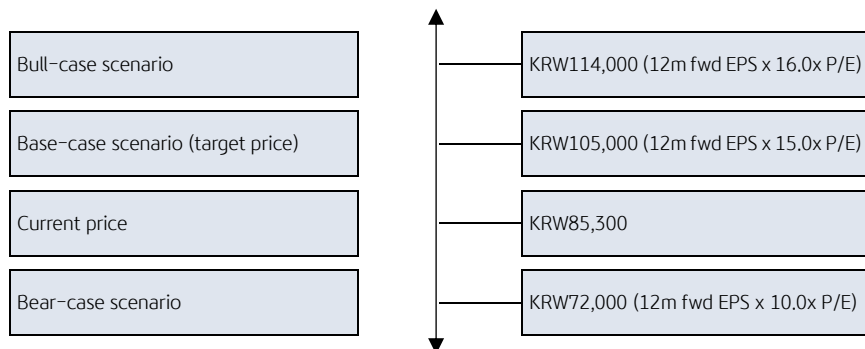 Bull-case scenario
KRW114,000 (12m fwd EPS x 16.0x P/E)
Base-case scenario (target price)
KRW105,000 (12m fwd EPS x 15.0x P/E)
Current price
KRW85,300
Bear-case scenario
KRW72,000 (12m fwd EPS x 10.0x P/E)